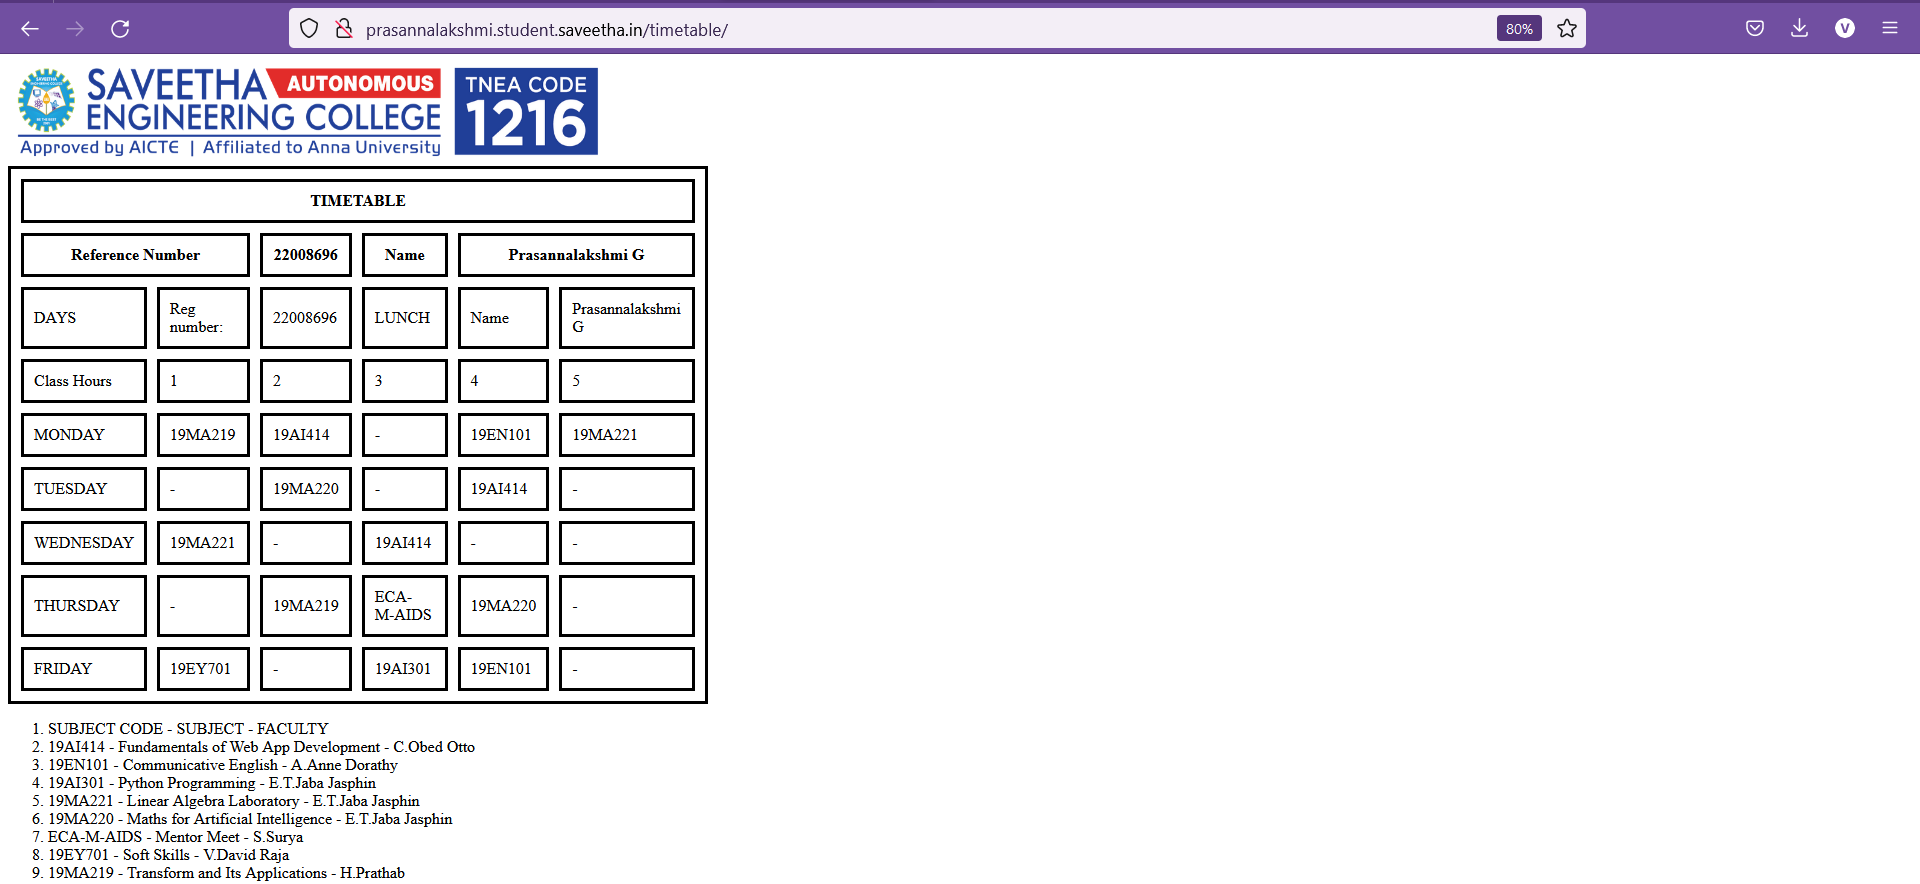 prasannalakshmi.student.saveetha.in/timetable/
80%
V
SAVEETHA AUTONOMOUS
ENGINEERING COLLEGE
Approved by AICTE | Affiliated to Anna University
TNEA CODE
1216
TIMETABLE
Reference Number 22008696 Name Prasannalakshmi G
DAYS Reg number: 22008696 LUNCH Name Prasannalakshmi G
Class Hours 1 2 3 4 5
MONDAY 19MA219 19AI414 - 19EN101 19MA221
TUESDAY - 19MA220 - 19AI414 -
WEDNESDAY 19MA221 - 19AI414 - -
THURSDAY - 19MA219 ECA-M-AIDS 19MA220 -
FRIDAY 19EY701 - 19AI301 19EN101 -
1. SUBJECT CODE - SUBJECT - FACULTY
2. 19AI414 - Fundamentals of Web App Development - C.Obed Otto
3. 19EN101 - Communicative English - A.Anne Dorathy
4. 19AI301 - Python Programming - E.T.Jaba Jasphin
5. 19MA221 - Linear Algebra Laboratory - E.T.Jaba Jasphin
6. 19MA220 - Maths for Artificial Intelligence - E.T.Jaba Jasphin
7. ECA-M-AIDS - Mentor Meet - S.Surya
8. 19EY701 - Soft Skills - V.David Raja
9. 19MA219 - Transform and Its Applications - H.Prathab